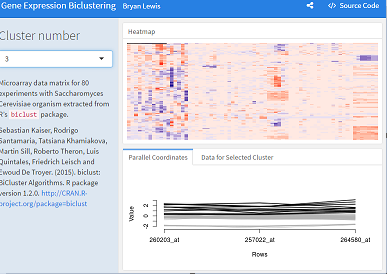 Gene Expression Biclustering Bryan Lewis
</> Source Code
Cluster number
3
Microarray data matrix for 80
experiments with Saccharomyces
Cerevisiae organism extracted from
R's biclust package.
Sebastian Kaiser, Rodrigo
Santamaria, Tatsiana Khamiakova,
Martin Sill, Roberto Theron, Luis
Quintales, Friedrich Leisch and
Ewoud De Troyer. (2015). biclust:
BiCluster Algorithms. R package
version 1.2.0. http://CRAN.R-
project.org/package=biclust
Heatmap
Parallel Coordinates Data for Selected Cluster
Value
2
0
-2
260203_at 257022_at 264580_at
Rows